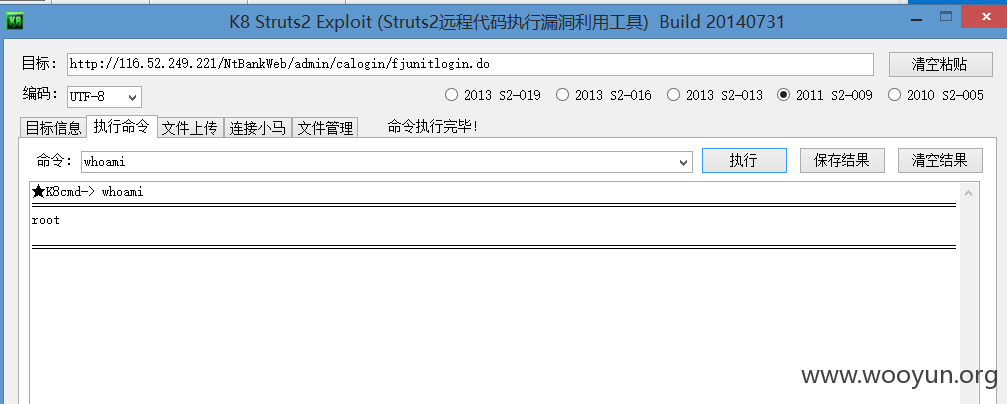 K8 K8 Struts2 Exploit (Struts2远程代码执行漏洞利用工具) Build 20140731
目标: http://116.52.249.221/NtBankWeb/admin/calogin/fjunitlogin.do 清空粘贴
编码: UTF-8 2013 S2-019 2013 S2-016 2013 S2-013 2011 S2-009 2010 S2-005
目标信息 执行命令 文件上传 连接小马 文件管理 命令执行完毕!
命令: whoami 执行 保存结果 清空结果
★K8cmd-> whoami
root
www.wooyun.org